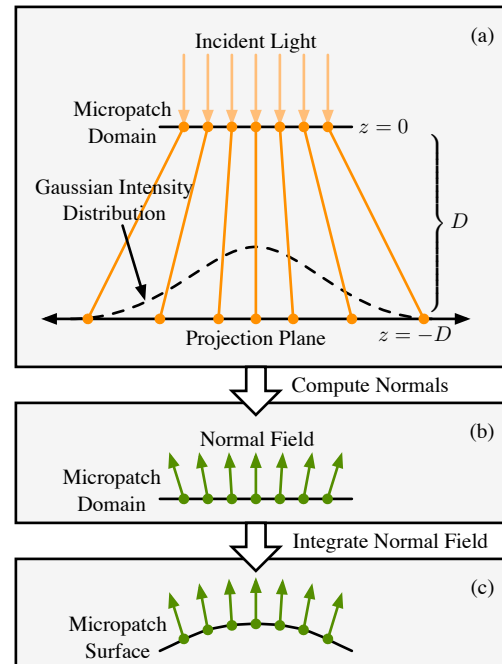 (a)
Incident Light
Micropatch
Domain
z = 0
Gaussian Intensity
Distribution
D
Projection Plane
z = −D
Compute Normals
(b)
Normal Field
Micropatch
Domain
Integrate Normal Field
(c)
Micropatch
Surface